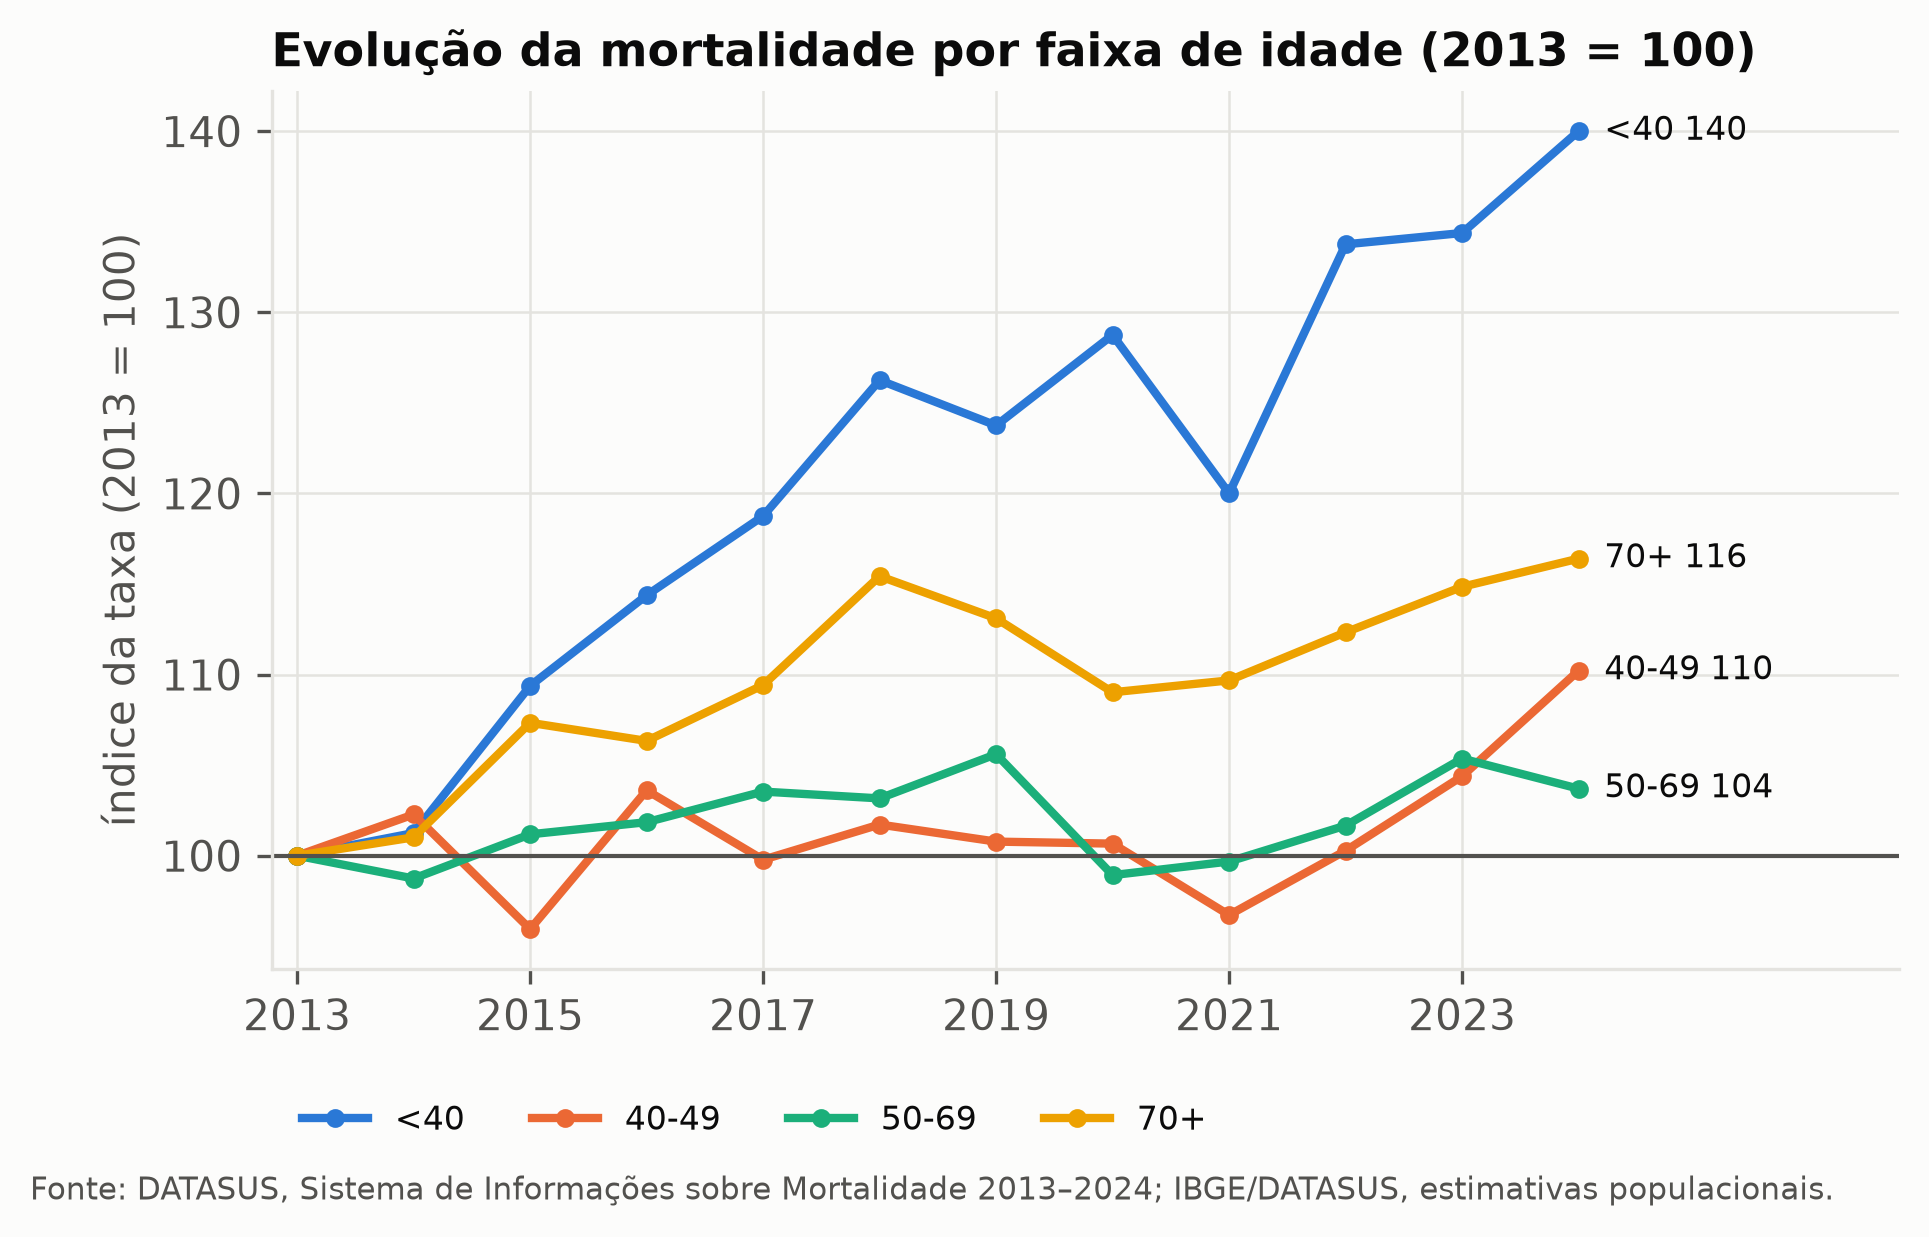 Evolução da mortalidade por faixa de idade (2013 = 100)
índice da taxa (2013 = 100)
140
130
120
110
100
<40 140
70+ 116
40-49 110
50-69 104
2013 2015 2017 2019 2021 2023
<40 40-49 50-69 70+
Fonte: DATASUS, Sistema de Informações sobre Mortalidade 2013–2024; IBGE/DATASUS, estimativas populacionais.